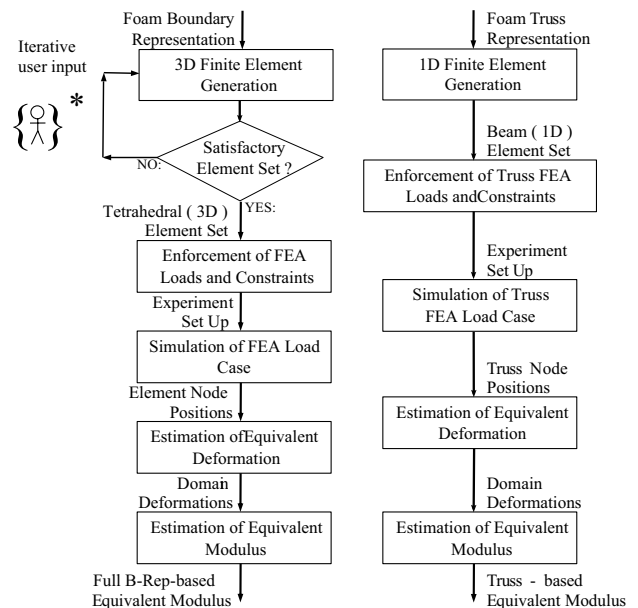 Foam Boundary
Representation
Iterative
user input
*
3D Finite Element
Generation
Satisfactory
Element Set ?
NO:
YES:
Tetrahedral ( 3D )
Element Set
Enforcement of FEA
Loads and Constraints
Experiment
Set Up
Simulation of FEA Load
Case
Element Node
Positions
Estimation ofEquivalent
Deformation
Domain
Deformations
Estimation of Equivalent
Modulus
Full B-Rep-based
Equivalent Modulus
Foam Truss
Representation
1D Finite Element
Generation
Beam ( 1D )
Element Set
Enforcement of Truss FEA
Loads andConstraints
Experiment
Set Up
Simulation of Truss
FEA Load Case
Truss Node
Positions
Estimation of Equivalent
Deformation
Domain
Deformations
Estimation of Equivalent
Modulus
Truss - based
Equivalent Modulus